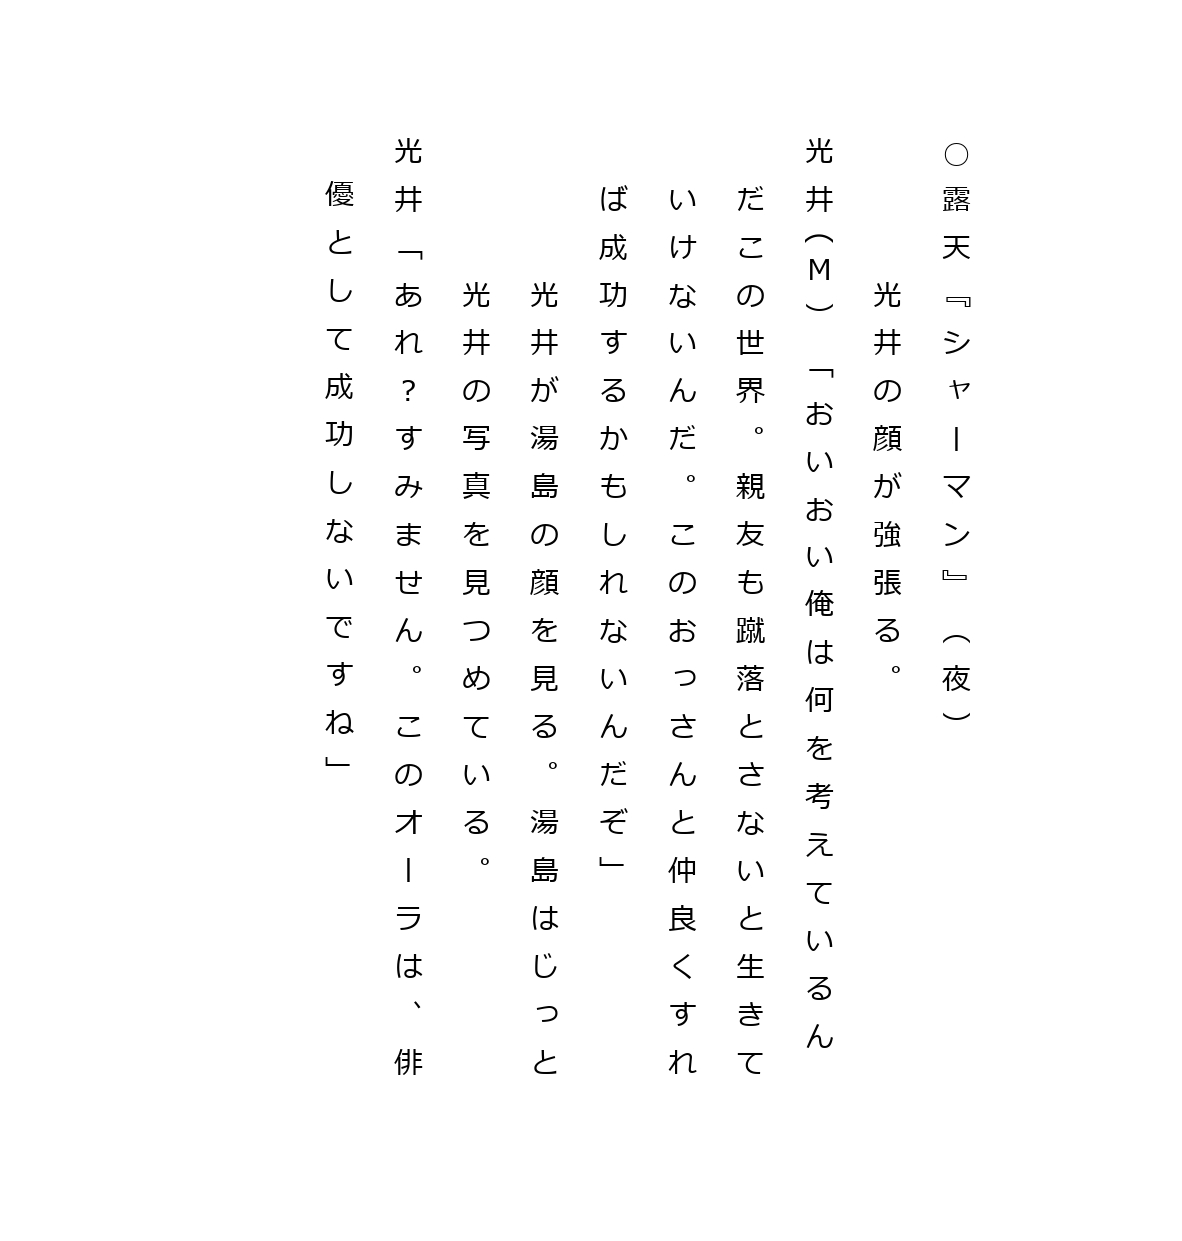 ○露天『シャーマン』（夜）
光井の顔が強張る。
光井（Ｍ）「おいおい俺は何を考えているん
だこの世界。親友も蹴落とさないと生きて
いけないんだ。このおっさんと仲良くすれ
ば成功するかもしれないんだぞ」
光井が湯島の顔を見る。湯島はじっと
光井の写真を見つめている。
光井「あれ?すみません。このオーラは、俳
優として成功しないですね」